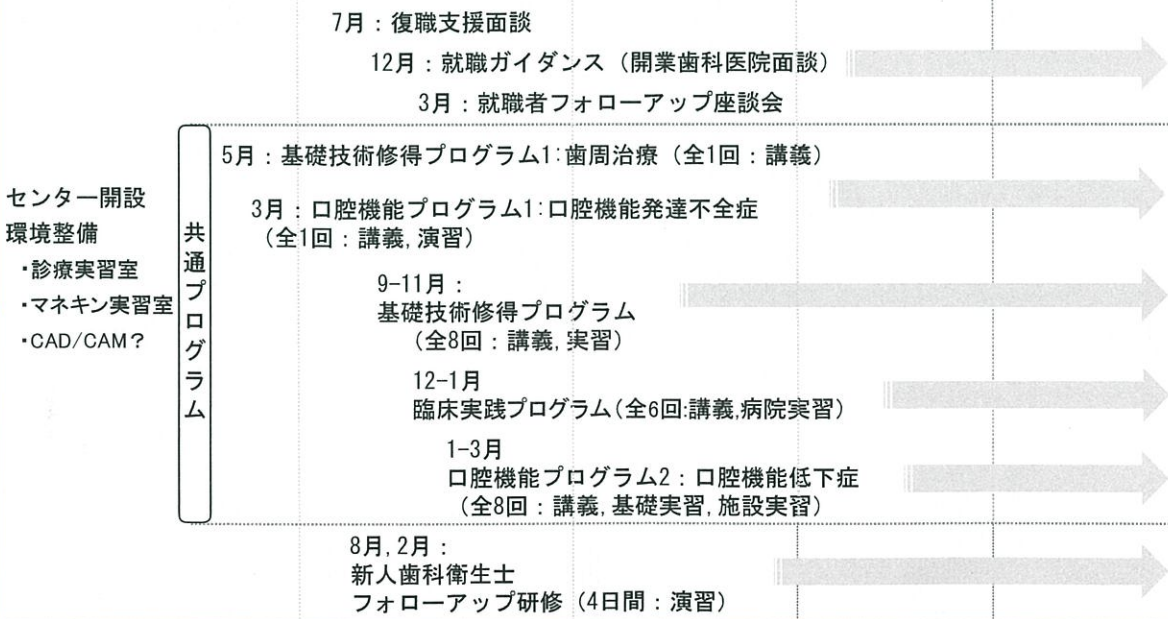 7月：復職支援面談
12月：就職ガイダンス（開業歯科医院面談）
3月：就職者フォローアップ座談会
センター開設
環境整備
・診療実習室
・マネキン実習室
・CAD/CAM？
共通プログラム
5月：基礎技術修得プログラム1：歯周治療（全1回：講義）
3月：口腔機能プログラム1：口腔機能発達不全症
（全1回：講義，演習）
9-11月：
基礎技術修得プログラム
（全8回：講義，実習）
12-1月
臨床実践プログラム（全6回：講義，病院実習）
1-3月
口腔機能プログラム2：口腔機能低下症
（全8回：講義，基礎実習，施設実習）
8月，2月：
新人歯科衛生士
フォローアップ研修（4日間：演習）